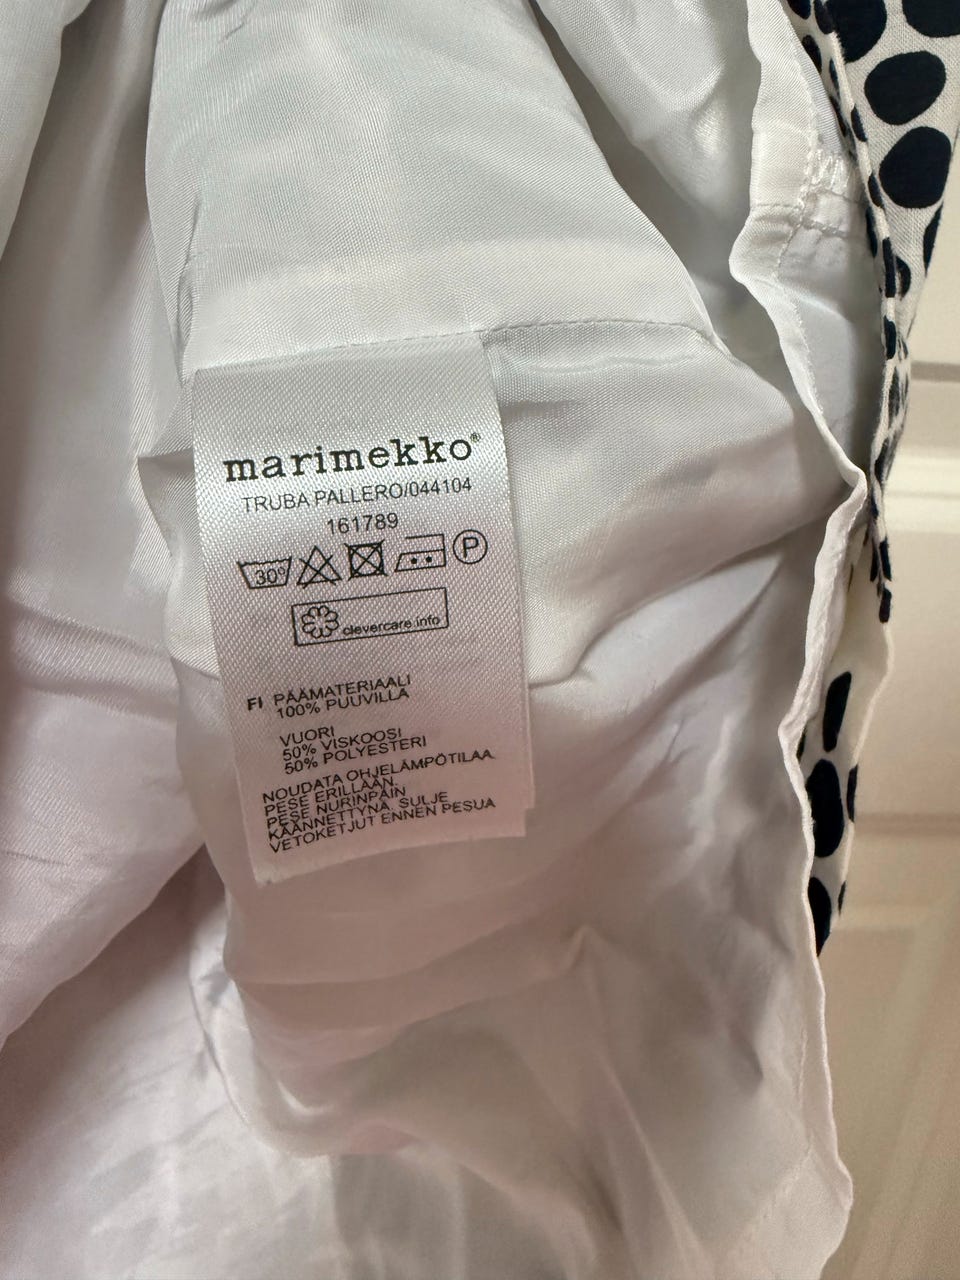 marimekko®
TRUBA PALLERO/044104
161789
30° P
clevercare.info
FI PÄÄMATERIAALI
100% PUUVILLA
VUORI
50% VISKOOSI
50% POLYESTERI
NOUDATA OHJELÄMPÖTILAA.
PESE ERILLÄÄN.
PESE NURINPÄIN
KÄÄNNETTYNÄ. SULJE
VETOKETJUT ENNEN PESUA